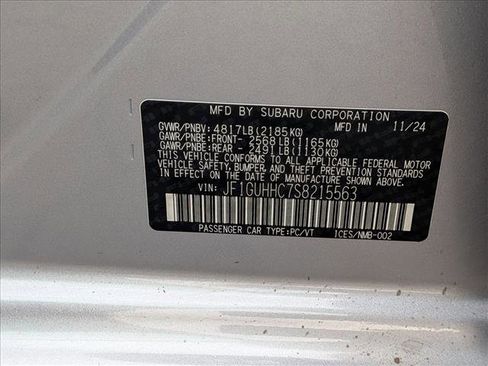 MFD BY SUBARU CORPORATION
GVWR/PNBV: 4817LB(2185KG) MFD IN 11/24
GAWR/PNBE:FRONT- 2568LB(1165KG)
GAWR/PNBE:REAR - 2491LB(1130KG)
THIS VEHICLE CONFORMS TO ALL APPLICABLE FEDERAL MOTOR
VEHICLE SAFETY, BUMPER, AND THEFT PREVENTION STANDARDS
IN EFFECT ON THE DATE OF MANUFACTURE SHOWN ABOVE.
VIN: JF1GUHHC7S8215563
PASSENGER CAR TYPE:PC/VT ICES/NMB-002